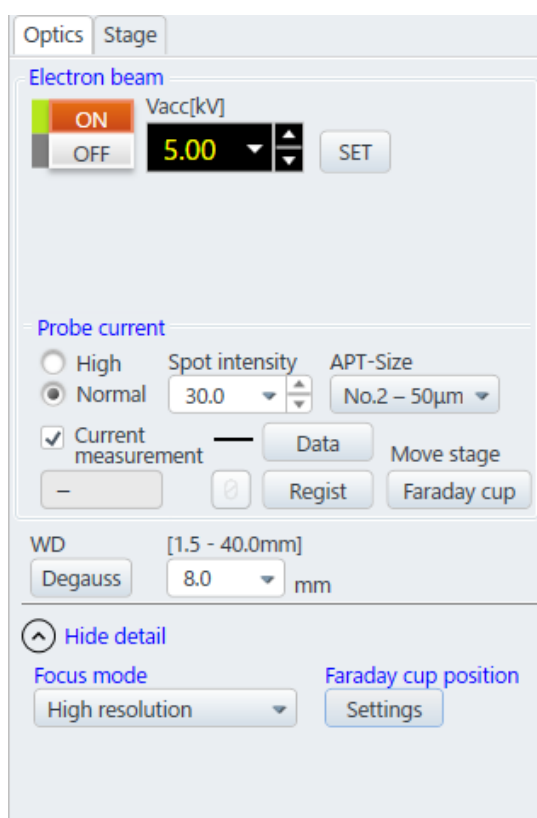 Optics Stage
Electron beam
ON Vacc[kV]
OFF 5.00 SET
Probe current
High Spot intensity APT-Size
Normal 30.0 No.2 – 50μm
Current measurement Data Move stage
– 0 Regist Faraday cup
WD [1.5 - 40.0mm]
Degauss 8.0 mm
Hide detail
Focus mode Faraday cup position
High resolution Settings